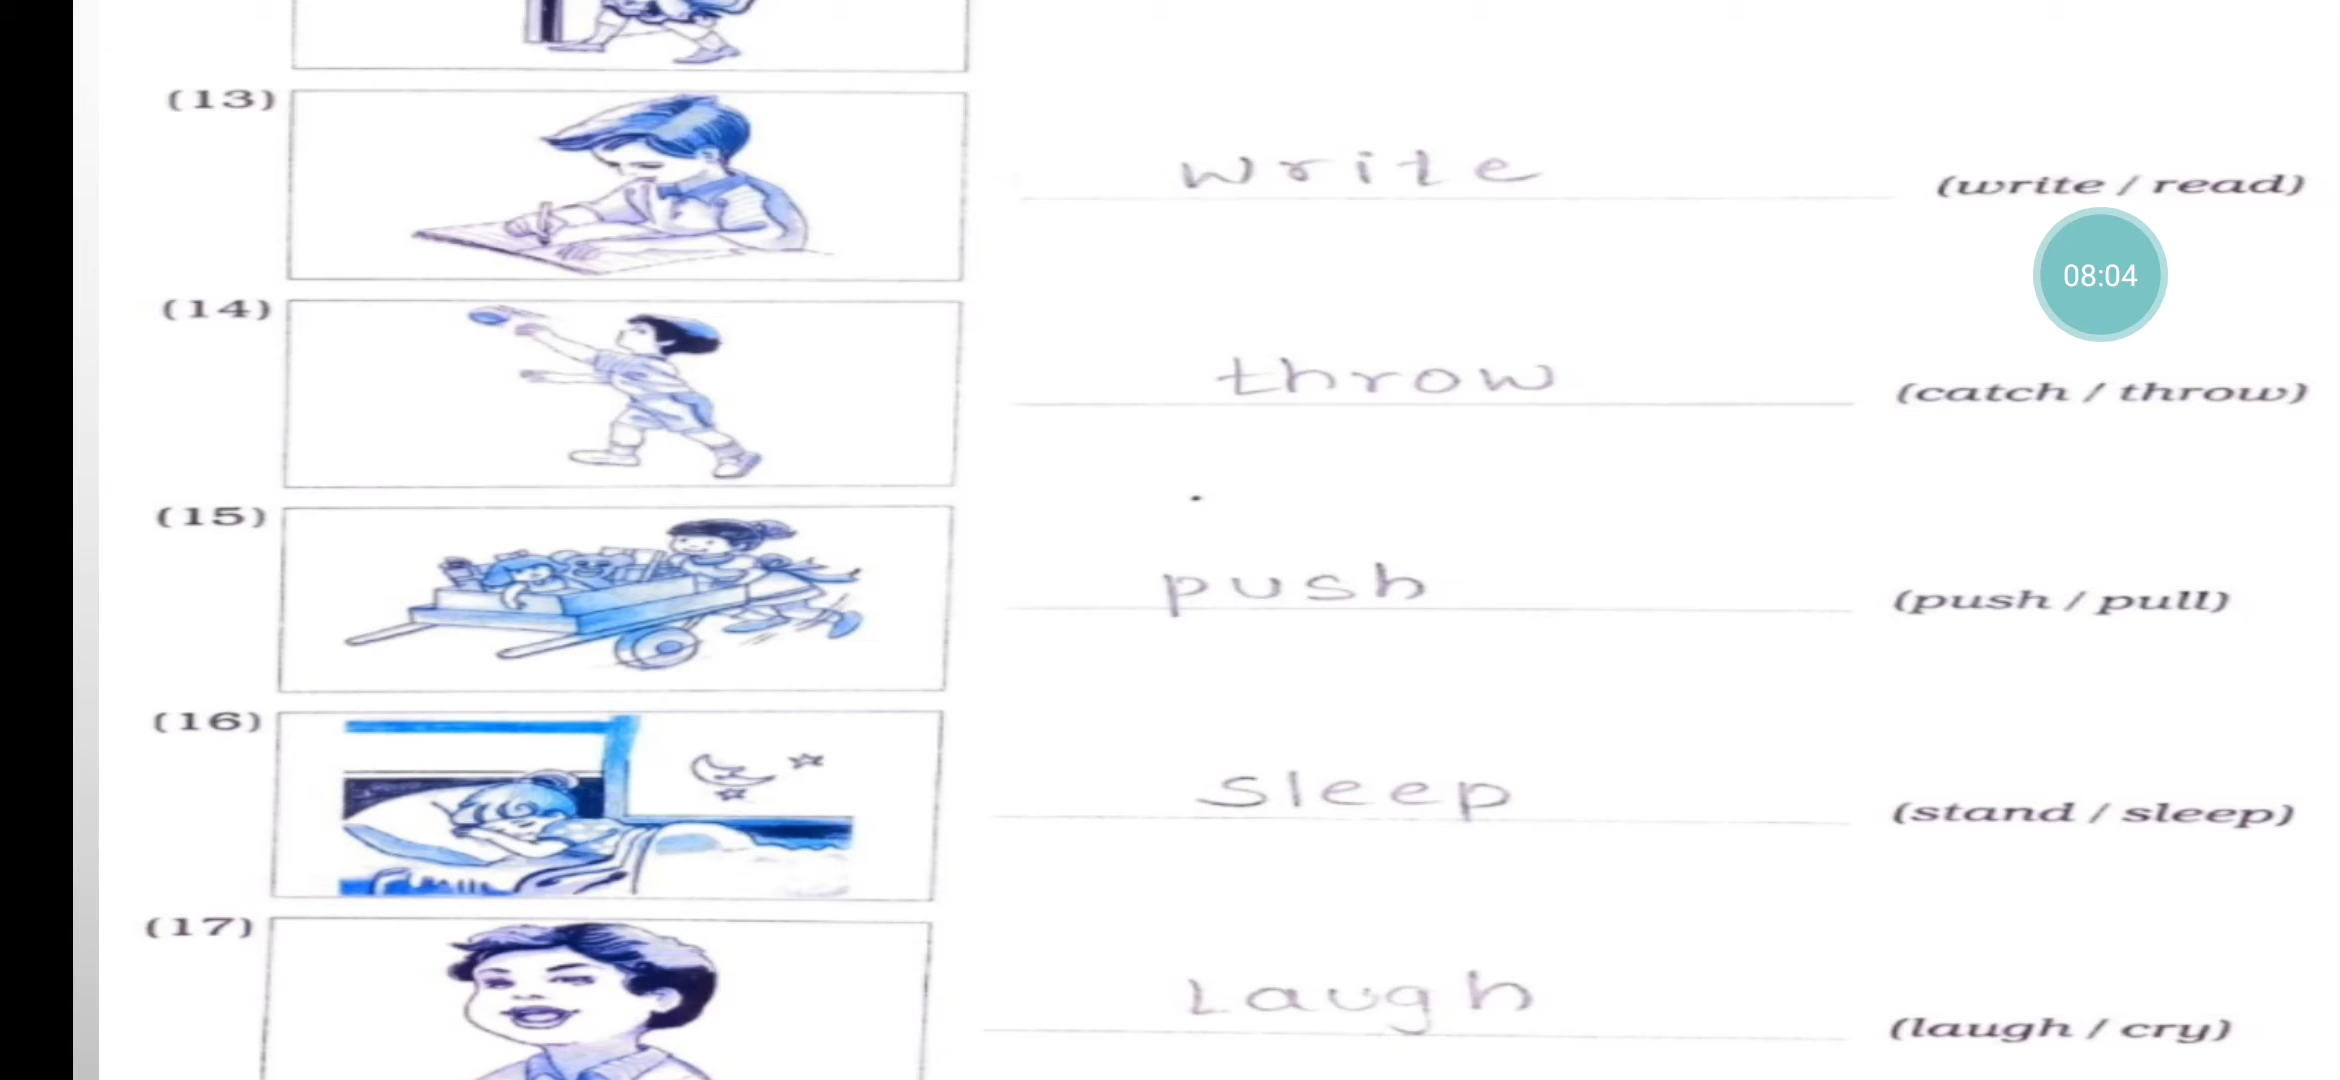 (13) write (write / read)
08:04
(14) throw (catch / throw)
(15) push (push / pull)
(16) Sleep (stand / sleep)
(17) Laugh (laugh / cry)